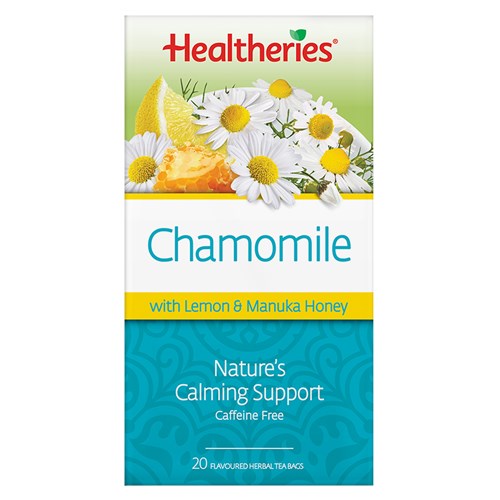 Healtheries®
Chamomile
with Lemon & Manuka Honey
Nature's
Calming Support
Caffeine Free
20 FLAVOURED HERBAL TEA BAGS